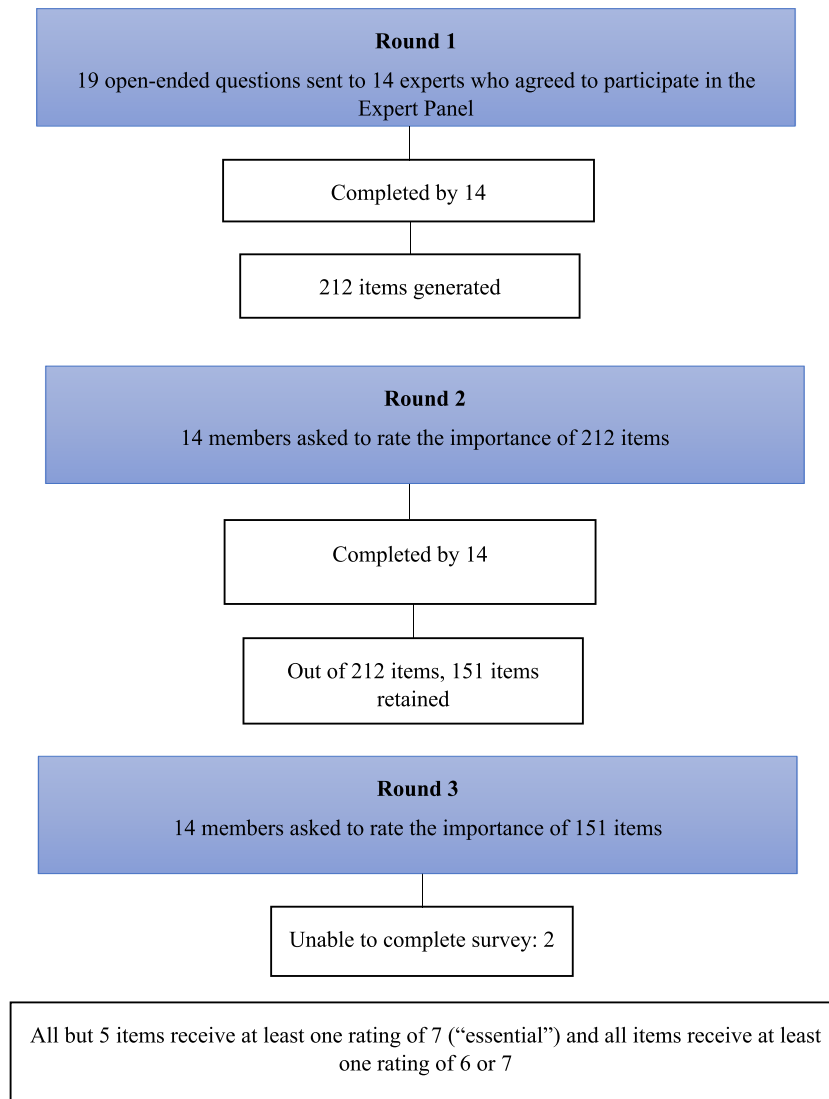 Round 1
19 open-ended questions sent to 14 experts who agreed to participate in the
Expert Panel
Completed by 14
212 items generated
Round 2
14 members asked to rate the importance of 212 items
Completed by 14
Out of 212 items, 151 items
retained
Round 3
14 members asked to rate the importance of 151 items
Unable to complete survey: 2
All but 5 items receive at least one rating of 7 (“essential”) and all items receive at least
one rating of 6 or 7